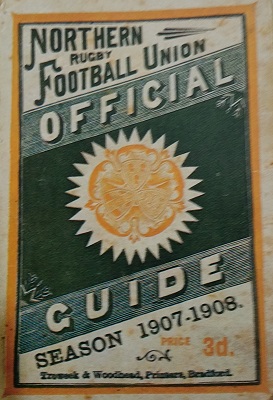 NORTHERN
RUGBY
FOOTBALL UNION
OFFICIAL
GUIDE
SEASON 1907-1908.
PRICE 3d.
Toweek & Woodhead, Printers, Bradford.